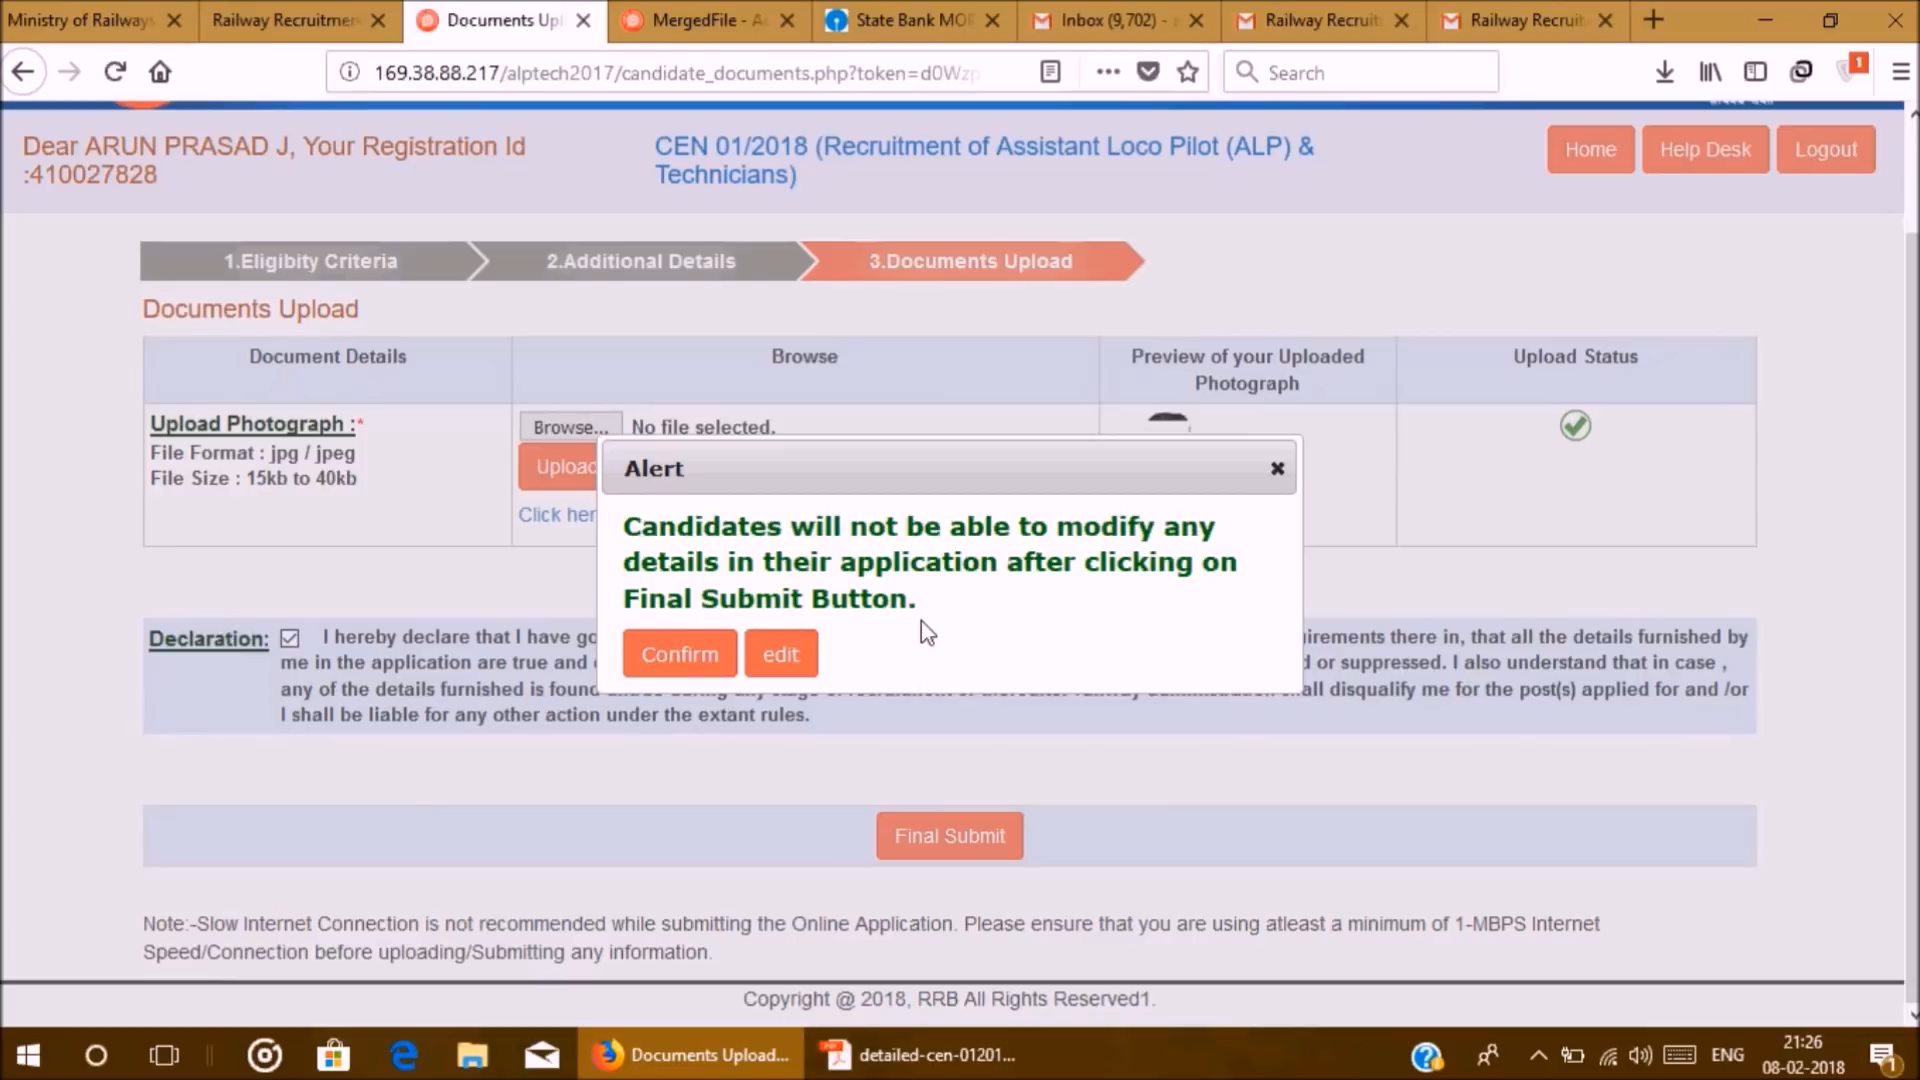 Ministry of Railways
Railway Recruitmen
Documents Upl
MergedFile - A
State Bank MOP
Inbox (9,702) -
Railway Recruit
Railway Recruit
169.38.88.217/alptech2017/candidate_documents.php?token=d0Wzp
Search
1
Dear ARUN PRASAD J, Your Registration Id
:410027828
CEN 01/2018 (Recruitment of Assistant Loco Pilot (ALP) &
Technicians)
Home
Help Desk
Logout
1.Eligibity Criteria
2.Additional Details
3.Documents Upload
Documents Upload
Document Details
Browse
Preview of your Uploaded
Photograph
Upload Status
Upload Photograph :*
File Format : jpg / jpeg
File Size : 15kb to 40kb
Browse...
No file selected.
Upload
Click her
Alert
Candidates will not be able to modify any
details in their application after clicking on
Final Submit Button.
Confirm
edit
Declaration:
I hereby declare that I have go
irements there in, that all the details furnished by
me in the application are true and
d or suppressed. I also understand that in case ,
any of the details furnished is found
all disqualify me for the post(s) applied for and /or
I shall be liable for any other action under the extant rules.
Final Submit
Note:-Slow Internet Connection is not recommended while submitting the Online Application. Please ensure that you are using atleast a minimum of 1-MBPS Internet
Speed/Connection before uploading/Submitting any information.
Copyright @ 2018, RRB All Rights Reserved1.
Documents Upload...
detailed-cen-01201...
ENG
21:26
08-02-2018
1